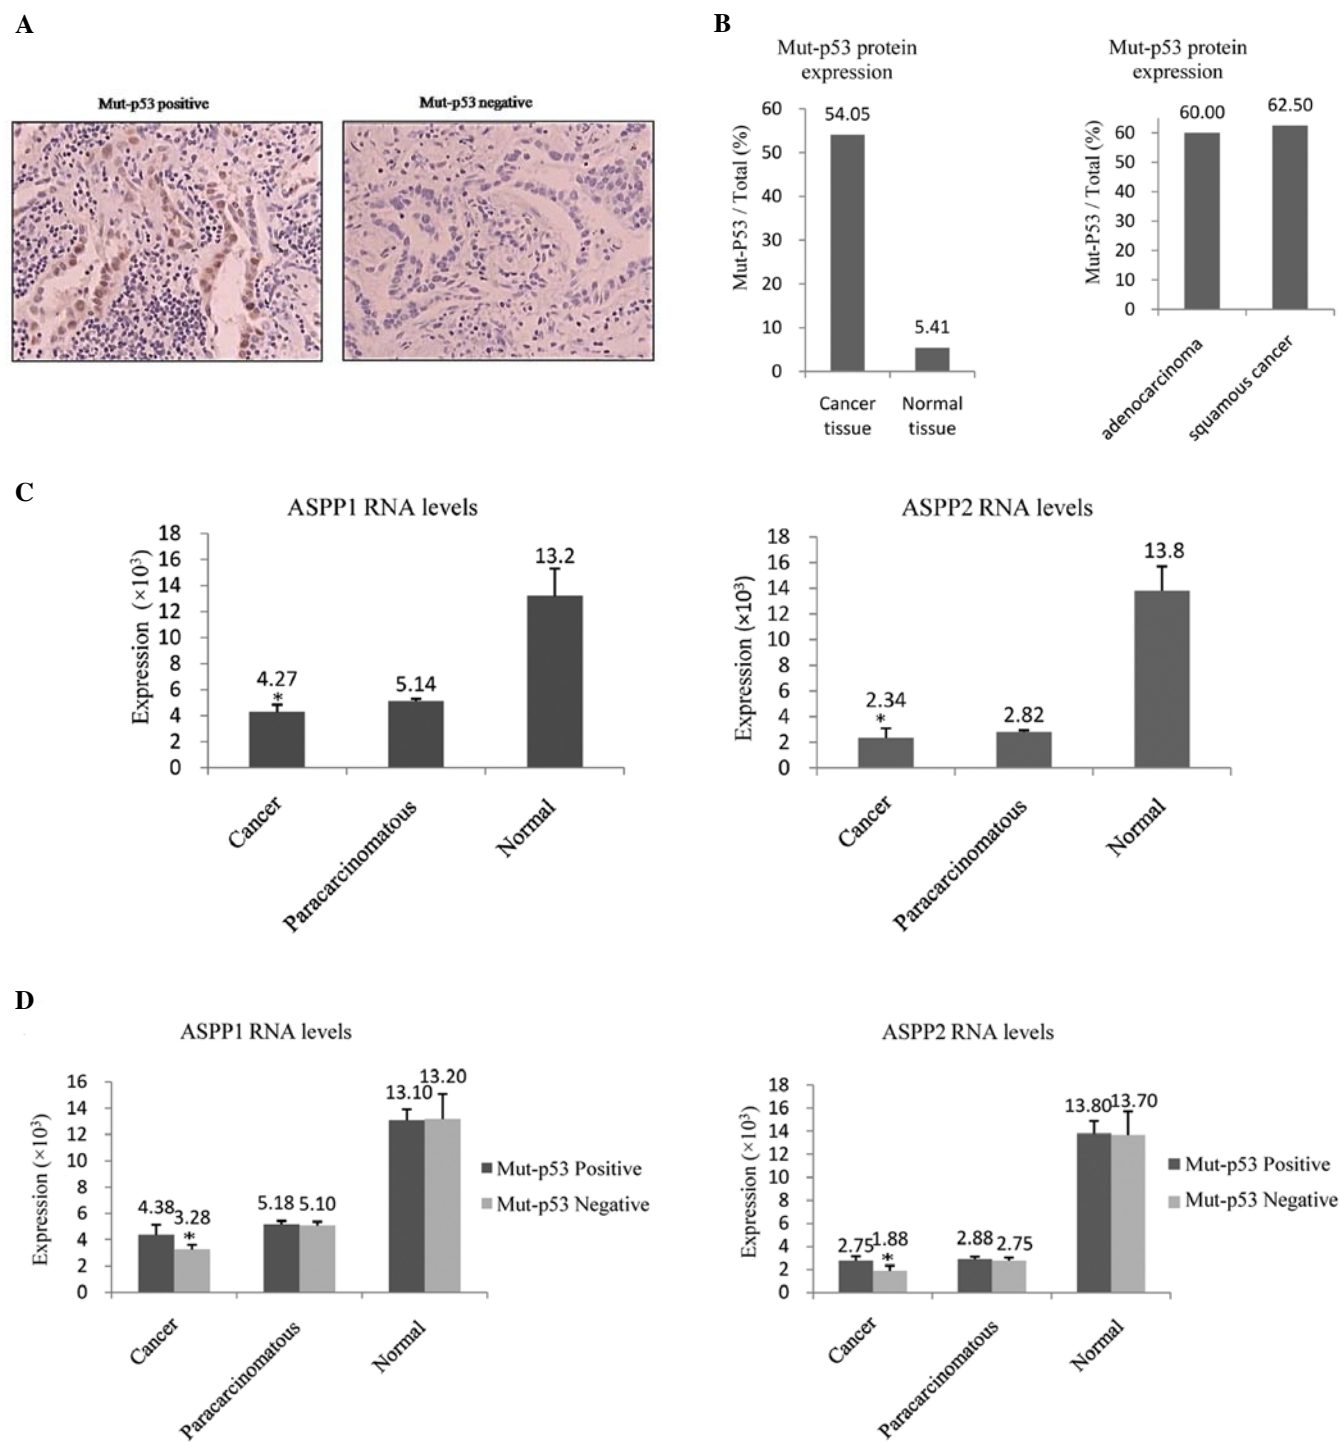 A
Mut-p53 positive
Mut-p53 negative
B
Mut-p53 protein
expression
Mut-P53 / Total (%)
60
50
40
30
20
10
0
54.05
5.41
Cancer
tissue
Normal
tissue
Mut-p53 protein
expression
Mut-P53 / Total (%)
60
50
40
30
20
10
0
60.00
62.50
adenocarcinoma
squamous cancer
C
ASPP1 RNA levels
Expression (×10³)
18
16
14
12
10
8
6
4
2
0
4.27
*
5.14
13.2
Cancer
Paracarcinomatous
Normal
ASPP2 RNA levels
Expression (×10³)
18
16
14
12
10
8
6
4
2
0
2.34
*
2.82
13.8
Cancer
Paracarcinomatous
Normal
D
ASPP1 RNA levels
Expression (×10³)
16
14
12
10
8
6
4
2
0
4.38
3.28
*
5.18
5.10
13.10
13.20
Cancer
Paracarcinomatous
Normal
Mut-p53 Positive
Mut-p53 Negative
ASPP2 RNA levels
Expression (×10³)
18
16
14
12
10
8
6
4
2
0
2.75
1.88
*
2.88
2.75
13.80
13.70
Cancer
Paracarcinomatous
Normal
Mut-p53 Positive
Mut-p53 Negative